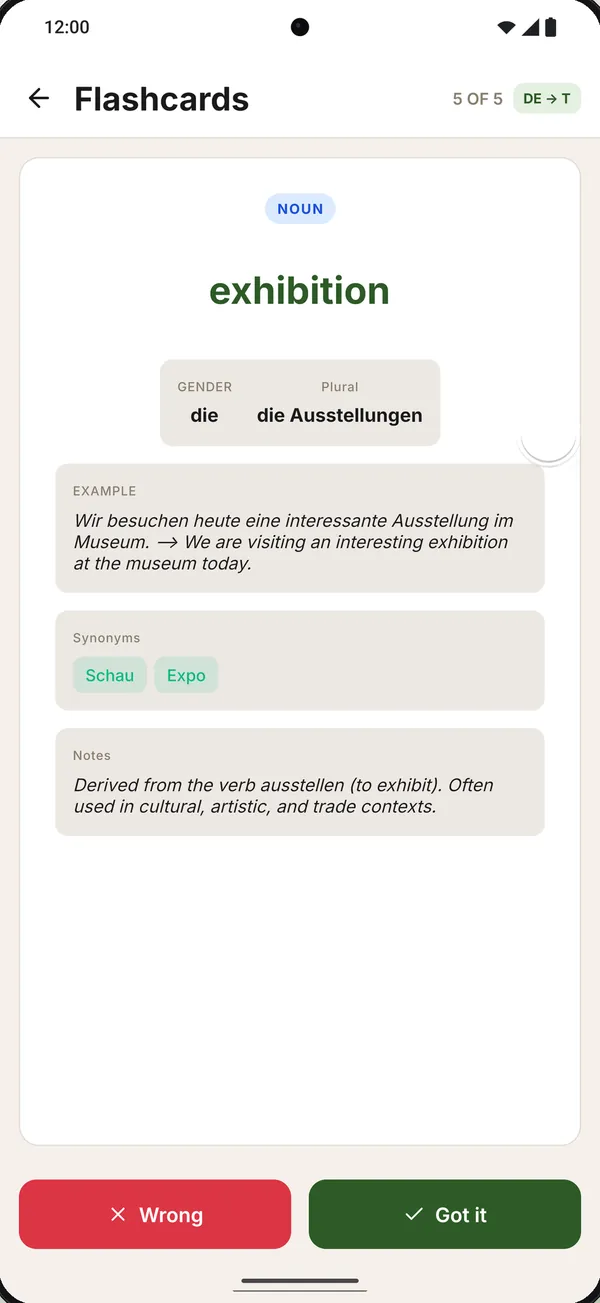 12:00
Flashcards
5 OF 5
DE → T
NOUN
exhibition
GENDER
die
Plural
die Ausstellungen
EXAMPLE
Wir besuchen heute eine interessante Ausstellung im
Museum. → We are visiting an interesting exhibition
at the museum today.
Synonyms
Schau
Expo
Notes
Derived from the verb ausstellen (to exhibit). Often
used in cultural, artistic, and trade contexts.
Wrong
Got it